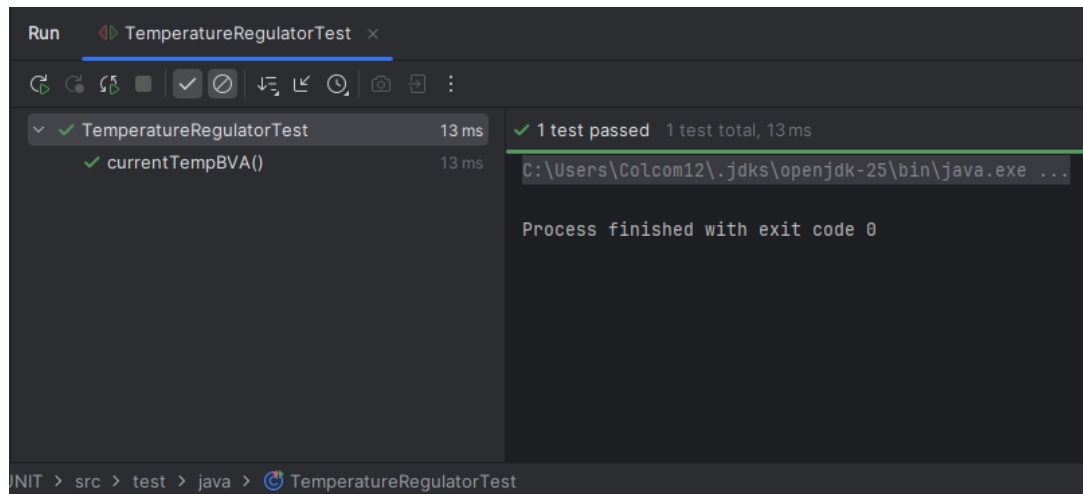 Run TemperatureRegulatorTest ×
TemperatureRegulatorTest 13 ms
currentTempBVA() 13 ms
1 test passed 1 test total, 13 ms
C:\Users\Colcom12\.jdks\openjdk-25\bin\java.exe ...
Process finished with exit code 0
JNIT > src > test > java > TemperatureRegulatorTest